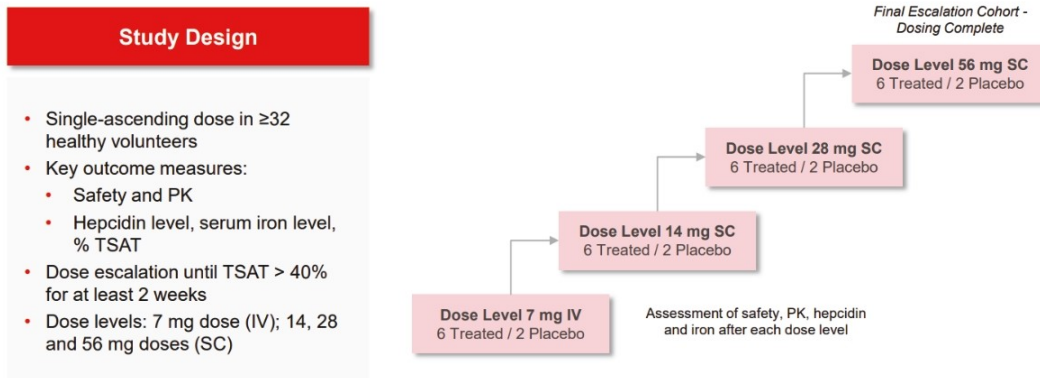 Study Design
• Single-ascending dose in ≥32
healthy volunteers
• Key outcome measures:
• Safety and PK
• Hepcidin level, serum iron level,
% TSAT
• Dose escalation until TSAT > 40%
for at least 2 weeks
• Dose levels: 7 mg dose (IV); 14, 28
and 56 mg doses (SC)
Final Escalation Cohort -
Dosing Complete
Dose Level 56 mg SC
6 Treated / 2 Placebo
Dose Level 28 mg SC
6 Treated / 2 Placebo
Dose Level 14 mg SC
6 Treated / 2 Placebo
Dose Level 7 mg IV
6 Treated / 2 Placebo
Assessment of safety, PK, hepcidin
and iron after each dose level